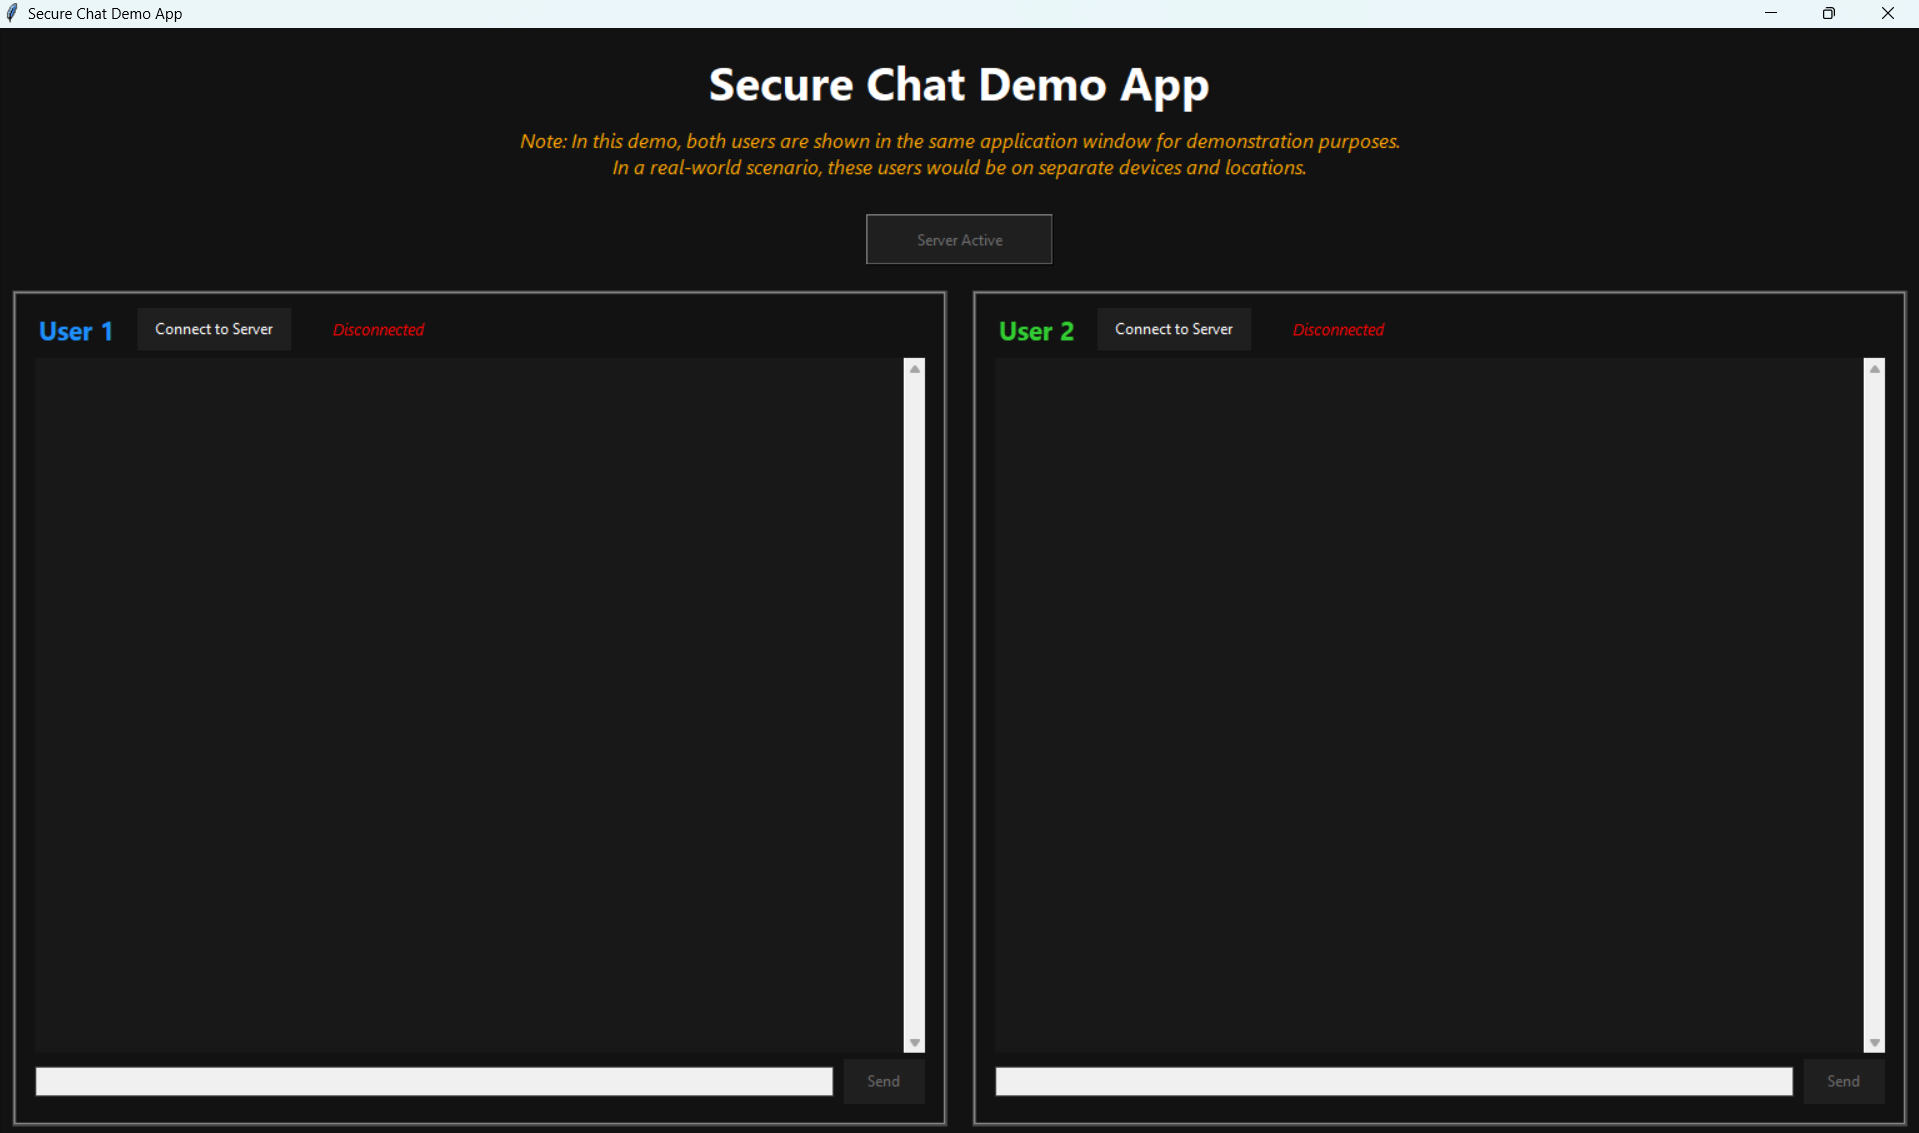 Secure Chat Demo App
Secure Chat Demo App
Note: In this demo, both users are shown in the same application window for demonstration purposes.
In a real-world scenario, these users would be on separate devices and locations.
Server Active
User 1 Connect to Server Disconnected
User 2 Connect to Server Disconnected
Send
Send